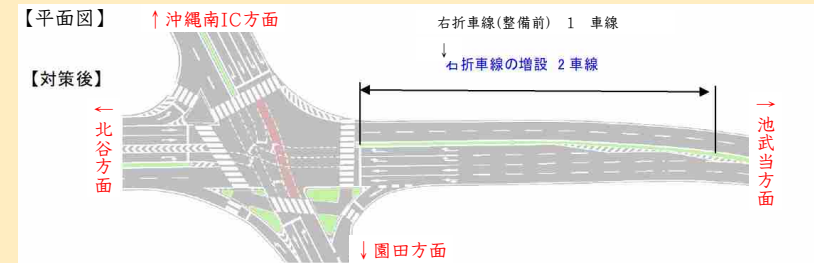 【平面図】
↑沖縄南IC方面
右折車線(整備前) 1 車線
↓
右折車線の増設 2車線
【対策後】
←北谷方面
→池武当方面
↓園田方面